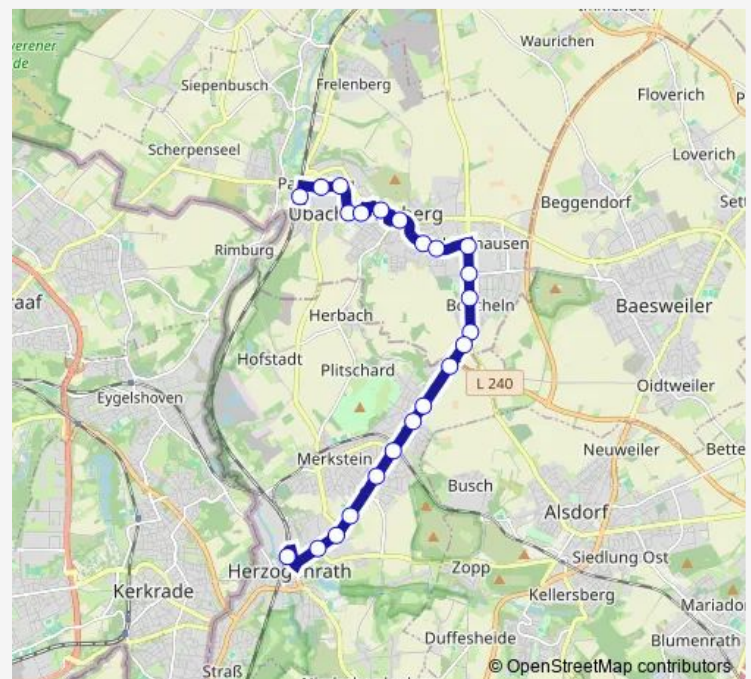 Waurichen
Siepenbusch
Frelenberg
Floverich
Scherpenseel
Loverich
Beggendorf
Rimburg
Baesweiler
Herbach
Hofstadt
Plitschard
L 240
Oidtweiler
Eygelshoven
Merkstein
Neuweiler
Busch
Alsdorf
Siedlung Ost
Zopp
Kerkrade
Kellersberg
Duffesheide
Blumenrath
Straß
© OpenStreetMap contributors